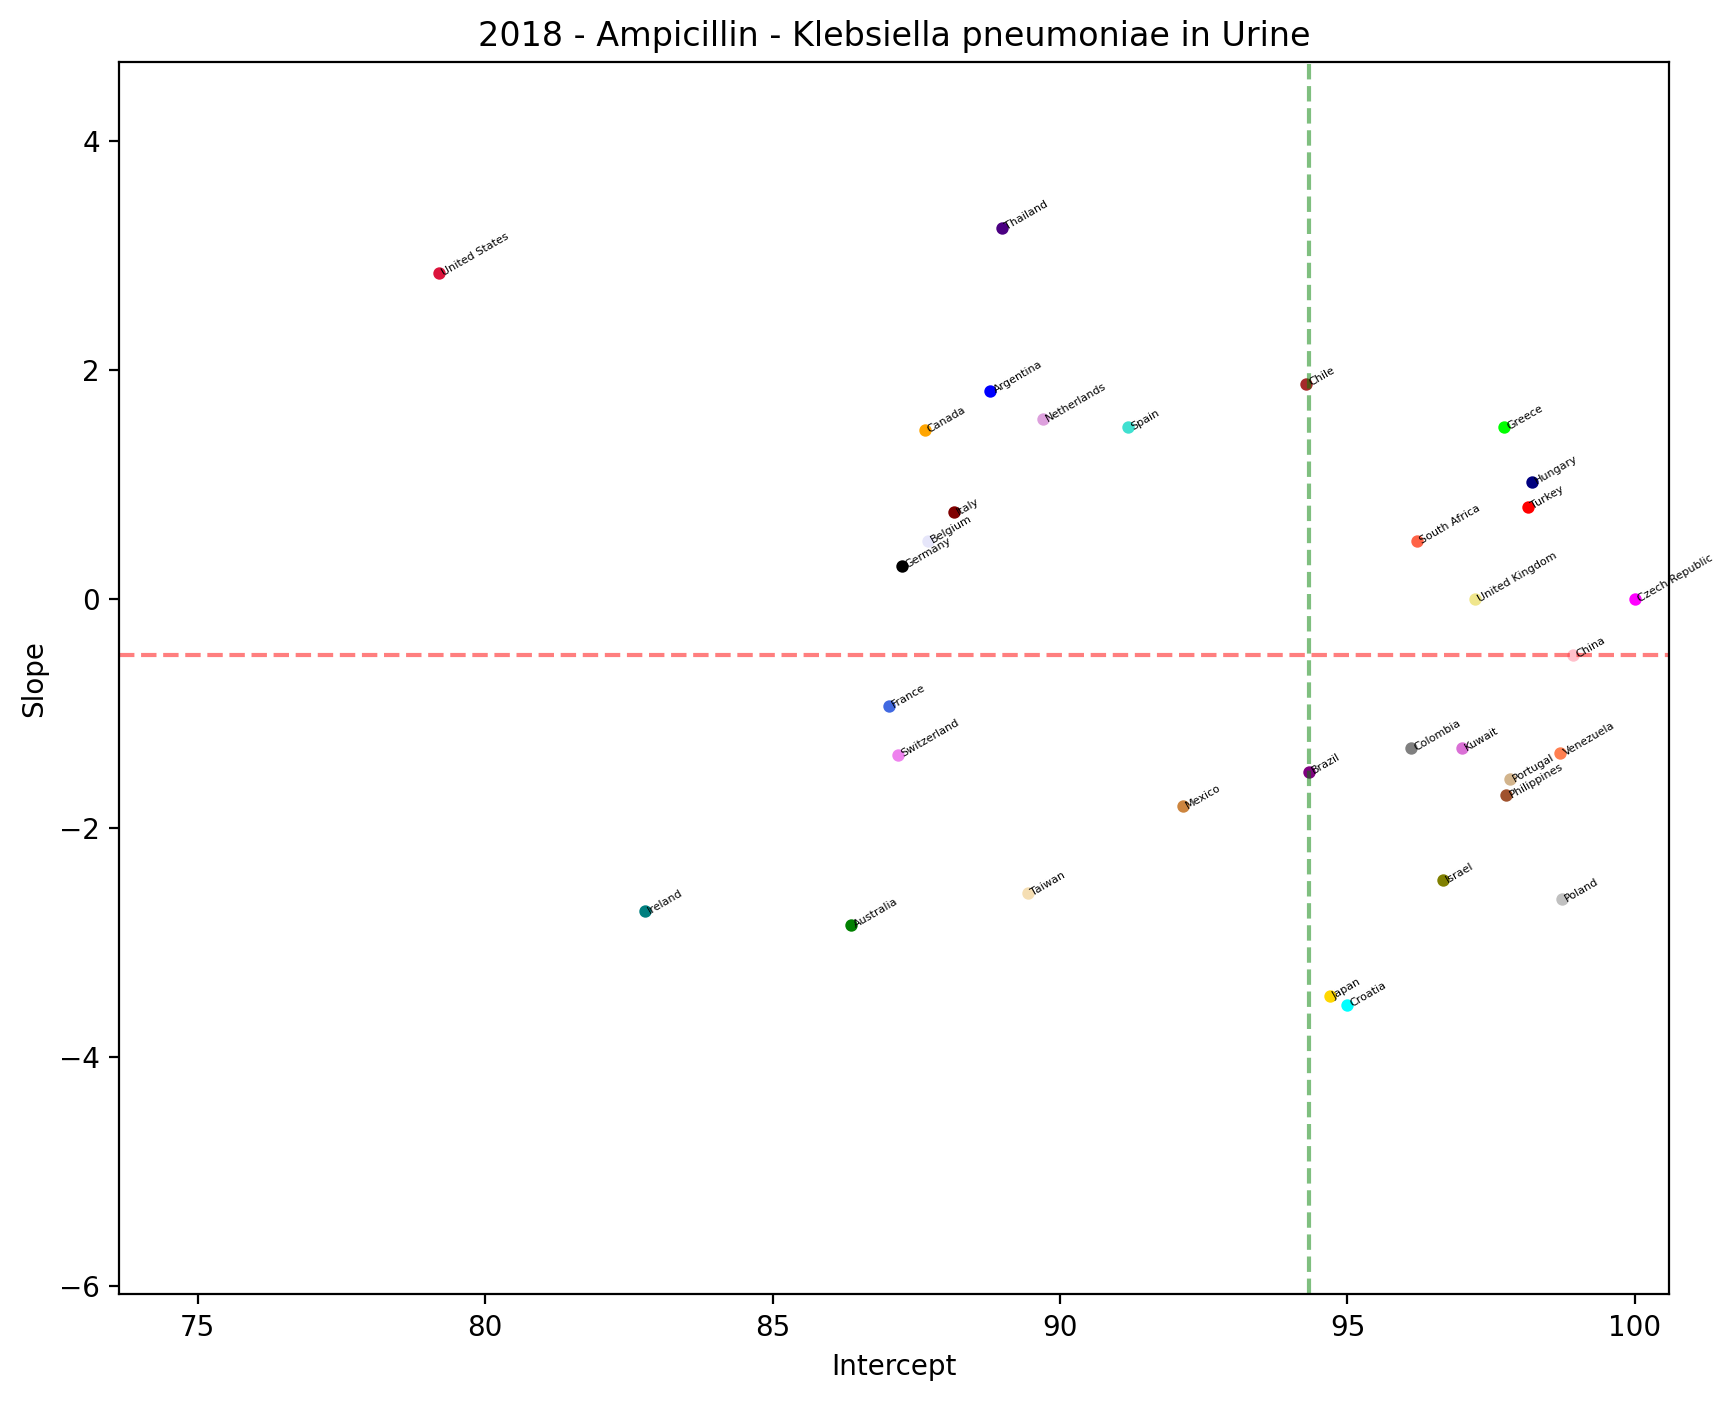 2018 - Ampicillin - Klebsiella pneumoniae in Urine
4
Thailand
United States
2
Argentina
Chile
Netherlands
Canada
Spain
Greece
Hungary
Italy
Turkey
Belgium
South Africa
Germany
United Kingdom
Czech Republic
0
China
Slope
France
Switzerland
Colombia
Kuwait
Venezuela
Brazil
Portugal
Philippines
Mexico
−2
Taiwan
Israel
Ireland
Poland
Australia
Japan
Croatia
−4
−6
75
80
85
90
95
100
Intercept